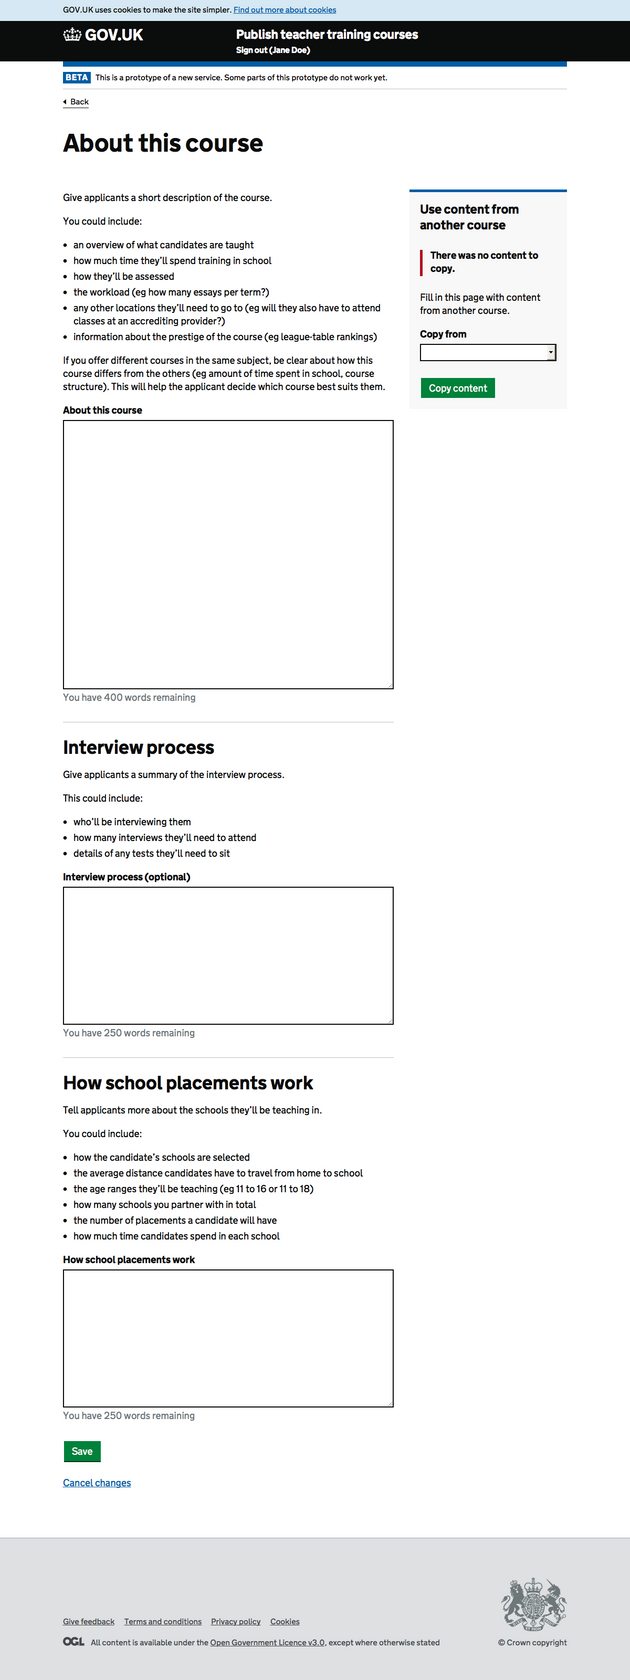 GOV.UK uses cookies to make the site simpler. Find out more about cookies
GOV.UK
Publish teacher training courses
Sign out (Jane Doe)
BETA This is a prototype of a new service. Some parts of this prototype do not work yet.
Back
About this course
Give applicants a short description of the course.
You could include:
• an overview of what candidates are taught
• how much time they’ll spend training in school
• how they’ll be assessed
• the workload (eg how many essays per term?)
• any other locations they’ll need to go to (eg will they also have to attend
classes at an accrediting provider?)
• information about the prestige of the course (eg league-table rankings)
If you offer different courses in the same subject, be clear about how this
course differs from the others (eg amount of time spent in school, course
structure). This will help the applicant decide which course best suits them.
About this course
You have 400 words remaining
Use content from
another course
There was no content to
copy.
Fill in this page with content
from another course.
Copy from
Copy content
Interview process
Give applicants a summary of the interview process.
This could include:
• who’ll be interviewing them
• how many interviews they’ll need to attend
• details of any tests they’ll need to sit
Interview process (optional)
You have 250 words remaining
How school placements work
Tell applicants more about the schools they’ll be teaching in.
You could include:
• how the candidate’s schools are selected
• the average distance candidates have to travel from home to school
• the age ranges they’ll be teaching (eg 11 to 16 or 11 to 18)
• how many schools you partner with in total
• the number of placements a candidate will have
• how much time candidates spend in each school
How school placements work
You have 250 words remaining
Save
Cancel changes
Give feedback Terms and conditions Privacy policy Cookies
OGL All content is available under the Open Government Licence v3.0, except where otherwise stated
© Crown copyright